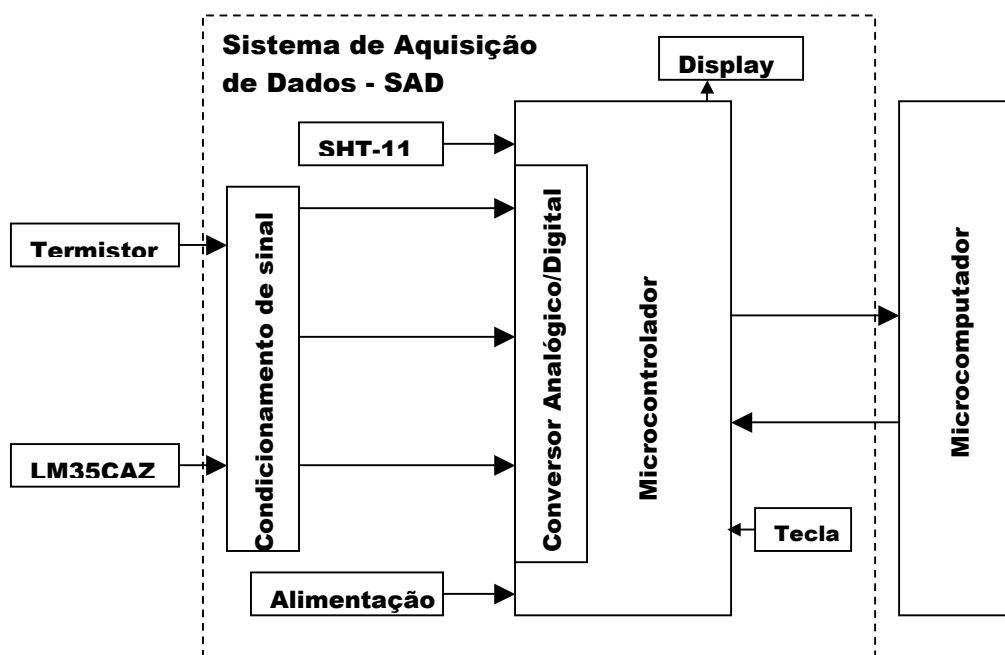 Sistema de Aquisição
de Dados - SAD
Display
SHT-11
Termistor
Condicionamento de sinal
Conversor Analógico/Digital
Microcontrolador
Microcomputador
LM35CAZ
Tecla
Alimentação